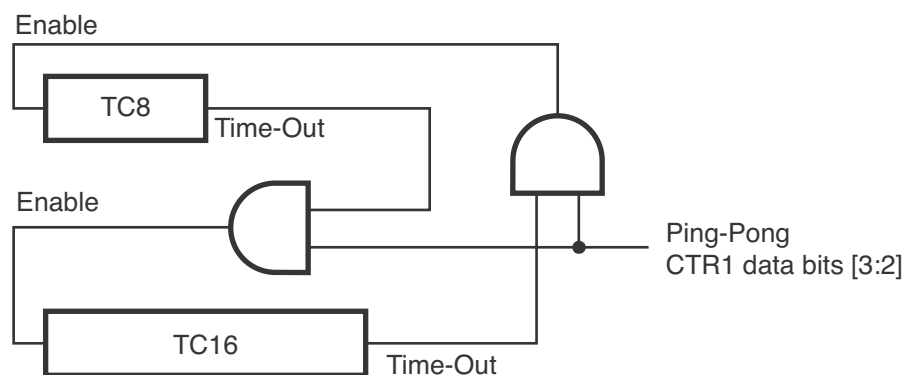 Enable
TC8
Time-Out
Enable
Ping-Pong
CTR1 data bits [3:2]
TC16
Time-Out